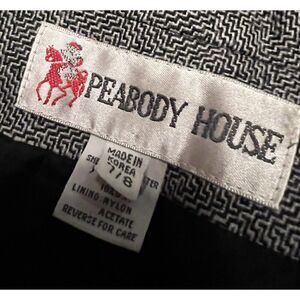 PEABODY HOUSE
MADE IN
KOREA
7/8
LINING-NYLON
ACETATE
REVERSE FOR CARE